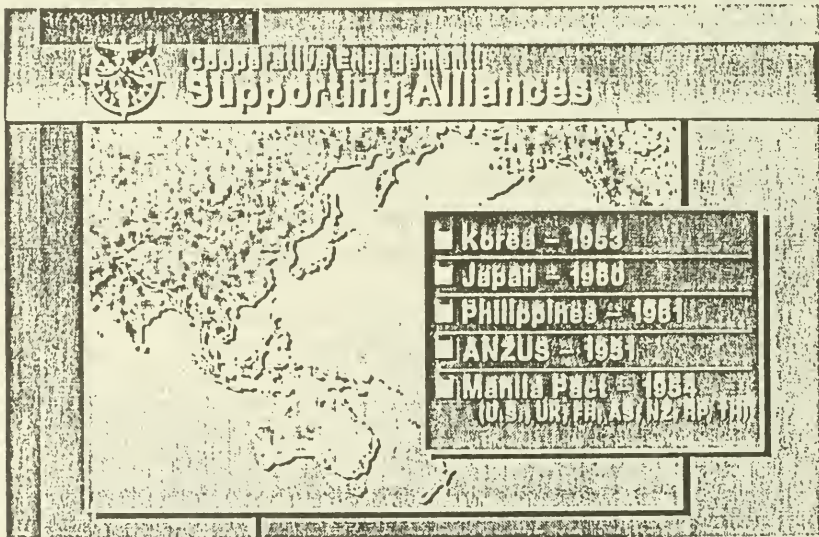 Cooperative Engagement:
Supporting Alliances
Korea – 1953
Japan – 1960
Philippines – 1951
ANZUS – 1951
Manila Pact – 1954
(U.S./UK/FR/AS/NZ/RP/TH)